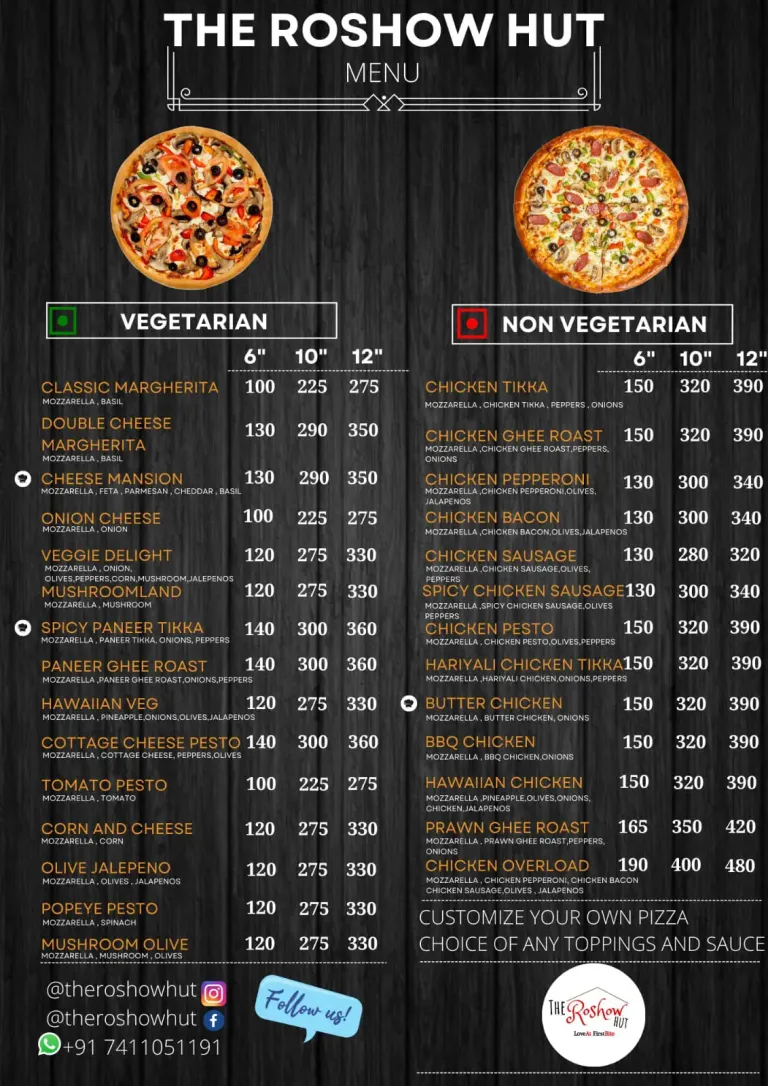 THE ROSHOW HUT
MENU
VEGETARIAN
6" 10" 12"
CLASSIC MARGHERITA 100 225 275
MOZZARELLA , BASIL
DOUBLE CHEESE
MARGHERITA 130 290 350
MOZZARELLA , BASIL
CHEESE MANSION 130 290 350
MOZZARELLA , FETA , PARMESAN , CHEDDAR , BASIL
ONION CHEESE 100 225 275
MOZZARELLA , ONION
VEGGIE DELIGHT 120 275 330
MOZZARELLA , ONION,
OLIVES,PEPPERS,CORN,MUSHROOM,JALEPENOS
MUSHROOMLAND 120 275 330
MOZZARELLA , MUSHROOM
SPICY PANEER TIKKA 140 300 360
MOZZARELLA , PANEER TIKKA, ONIONS, PEPPERS
PANEER GHEE ROAST 140 300 360
MOZZARELLA ,PANEER GHEE ROAST,ONIONS,PEPPERS
HAWAIIAN VEG 120 275 330
MOZZARELLA , PINEAPPLE,ONIONS,OLIVES,JALAPENOS
COTTAGE CHEESE PESTO 140 300 360
MOZZARELLA , COTTAGE CHEESE, PEPPERS,OLIVES
TOMATO PESTO 100 225 275
MOZZARELLA , TOMATO
CORN AND CHEESE 120 275 330
MOZZARELLA , CORN
OLIVE JALEPENO 120 275 330
MOZZARELLA , OLIVES , JALAPENOS
POPEYE PESTO 120 275 330
MOZZARELLA , SPINACH
MUSHROOM OLIVE 120 275 330
MOZZARELLA , MUSHROOM , OLIVES
@theroshowhut
@theroshowhut
+91 7411051191
Follow us!
NON VEGETARIAN
6" 10" 12"
CHICKEN TIKKA 150 320 390
MOZZARELLA , CHICKEN TIKKA , PEPPERS , ONIONS
CHICKEN GHEE ROAST 150 320 390
MOZZARELLA ,CHICKEN GHEE ROAST,PEPPERS,
ONIONS
CHICKEN PEPPERONI 130 300 340
MOZZARELLA ,CHICKEN PEPPERONI,OLIVES,
JALAPENOS
CHICKEN BACON 130 300 340
MOZZARELLA ,CHICKEN BACON,OLIVES,JALAPENOS
CHICKEN SAUSAGE 130 280 320
MOZZARELLA ,CHICKEN SAUSAGE,OLIVES,
PEPPERS
SPICY CHICKEN SAUSAGE 130 300 340
MOZZARELLA ,SPICY CHICKEN SAUSAGE,OLIVES
PEPPERS
CHICKEN PESTO 150 320 390
MOZZARELLA , CHICKEN PESTO,OLIVES,PEPPERS
HARIYALI CHICKEN TIKKA 150 320 390
MOZZARELLA ,HARIYALI CHICKEN,ONIONS,PEPPERS
BUTTER CHICKEN 150 320 390
MOZZARELLA , BUTTER CHICKEN, ONIONS
BBQ CHICKEN 150 320 390
MOZZARELLA , BBQ CHICKEN,ONIONS
HAWAIIAN CHICKEN 150 320 390
MOZZARELLA ,PINEAPPLE,OLIVES,ONIONS,
CHICKEN,JALAPENOS
PRAWN GHEE ROAST 165 350 420
MOZZARELLA , PRAWN GHEE ROAST,PEPPERS,
ONIONS
CHICKEN OVERLOAD 190 400 480
MOZZARELLA , CHICKEN PEPPERONI, CHICKEN BACON
CHICKEN SAUSAGE,OLIVES , JALAPENOS
CUSTOMIZE YOUR OWN PIZZA
CHOICE OF ANY TOPPINGS AND SAUCE
THE Roshow HUT
Love At First Bite